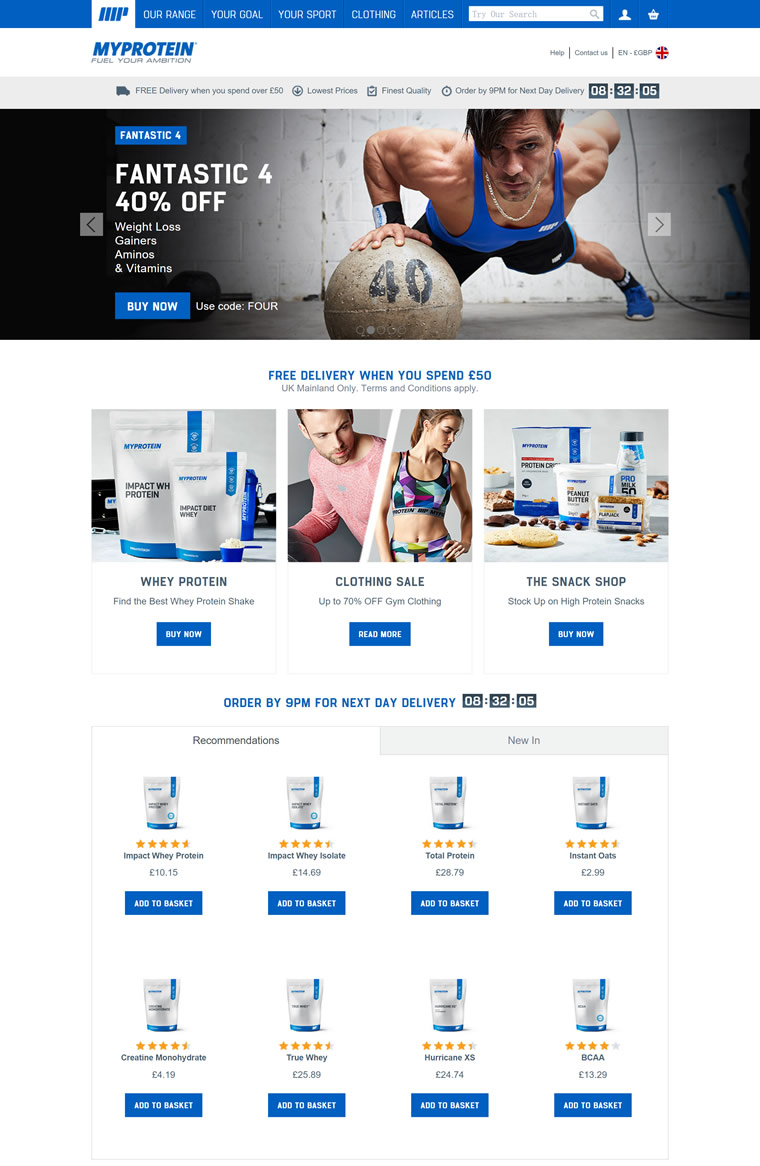 OUR RANGE YOUR GOAL YOUR SPORT CLOTHING ARTICLES Try Our Search
MYPROTEIN
FUEL YOUR AMBITION
Help Contact us EN - £GBP
FREE Delivery when you spend over £50 Lowest Prices Finest Quality Order by 9PM for Next Day Delivery 08:32:05
FANTASTIC 4
FANTASTIC 4
40% OFF
Weight Loss
Gainers
Aminos
& Vitamins
BUY NOW Use code: FOUR
40
FREE DELIVERY WHEN YOU SPEND £50
UK Mainland Only. Terms and Conditions apply.
MYPROTEIN
IMPACT WH
PROTEIN
MYPROTEIN
IMPACT DIET
WHEY
MYPROTEIN
MYPROTEIN
PROTEIN
MYPROTEIN
PROTEIN CRI
PEANUT
BUTTER
PRO
MILK
50
FLAPJACK
WHEY PROTEIN
Find the Best Whey Protein Shake
BUY NOW
CLOTHING SALE
Up to 70% OFF Gym Clothing
READ MORE
THE SNACK SHOP
Stock Up on High Protein Snacks
BUY NOW
ORDER BY 9PM FOR NEXT DAY DELIVERY 08:32:05
Recommendations New In
Impact Whey Protein
£10.15
ADD TO BASKET
Impact Whey Isolate
£14.69
ADD TO BASKET
Total Protein
£28.79
ADD TO BASKET
Instant Oats
£2.99
ADD TO BASKET
Creatine Monohydrate
£4.19
ADD TO BASKET
True Whey
£25.89
ADD TO BASKET
Hurricane XS
£24.74
ADD TO BASKET
BCAA
£13.29
ADD TO BASKET